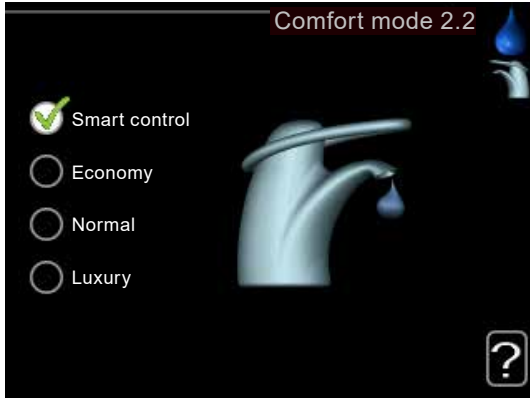 Comfort mode 2.2
Smart control
Economy
Normal
Luxury
?